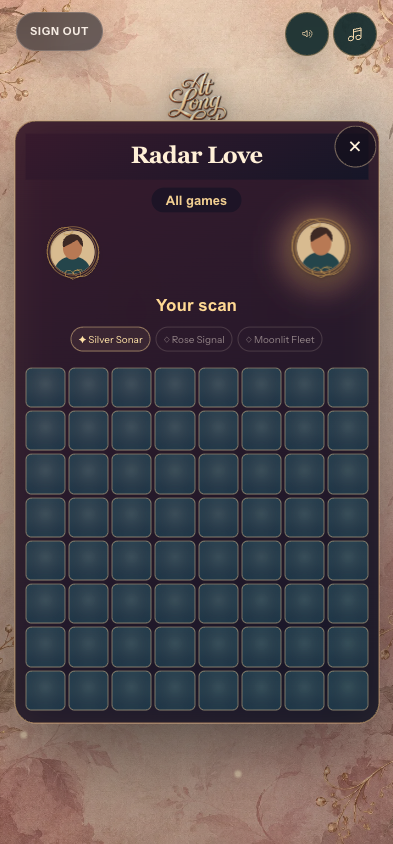 SIGN OUT
At
Long
Radar Love
All games
Your scan
Silver Sonar
Rose Signal
Moonlit Fleet